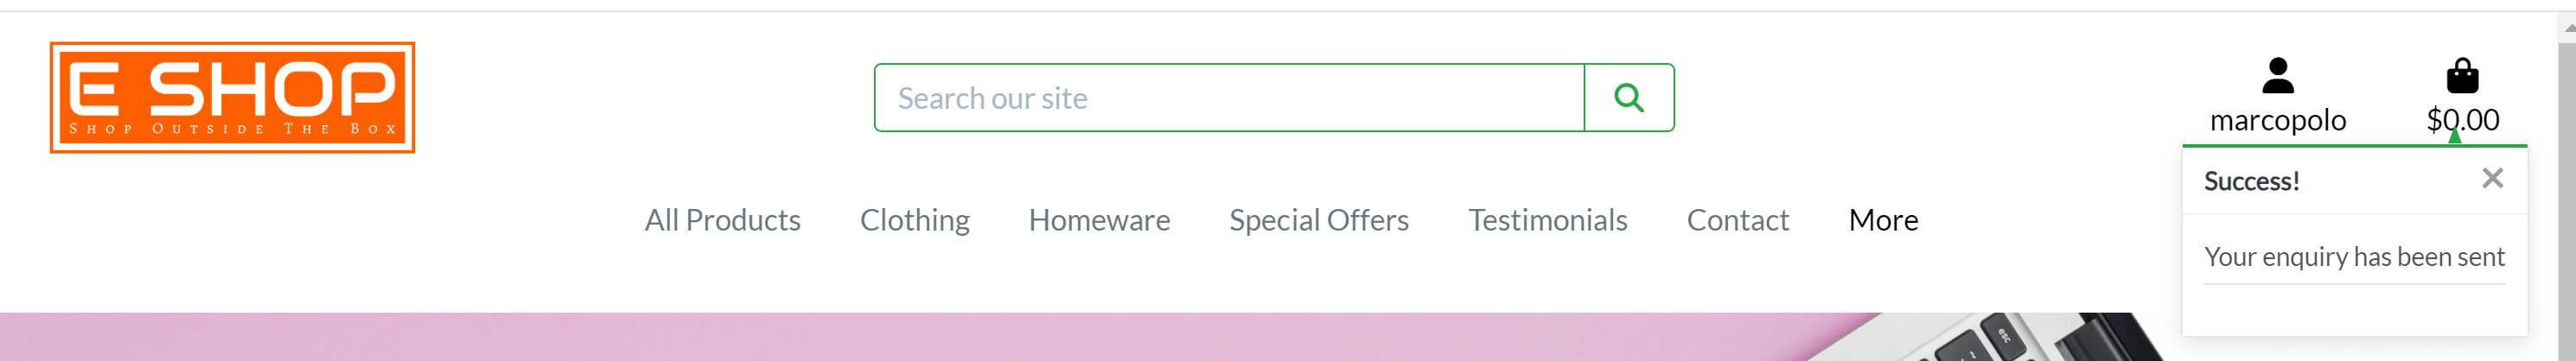 E SHOP
Shop Outside The Box
Search our site
marcopolo
$0.00
All Products
Clothing
Homeware
Special Offers
Testimonials
Contact
More
Success!
Your enquiry has been sent
esc